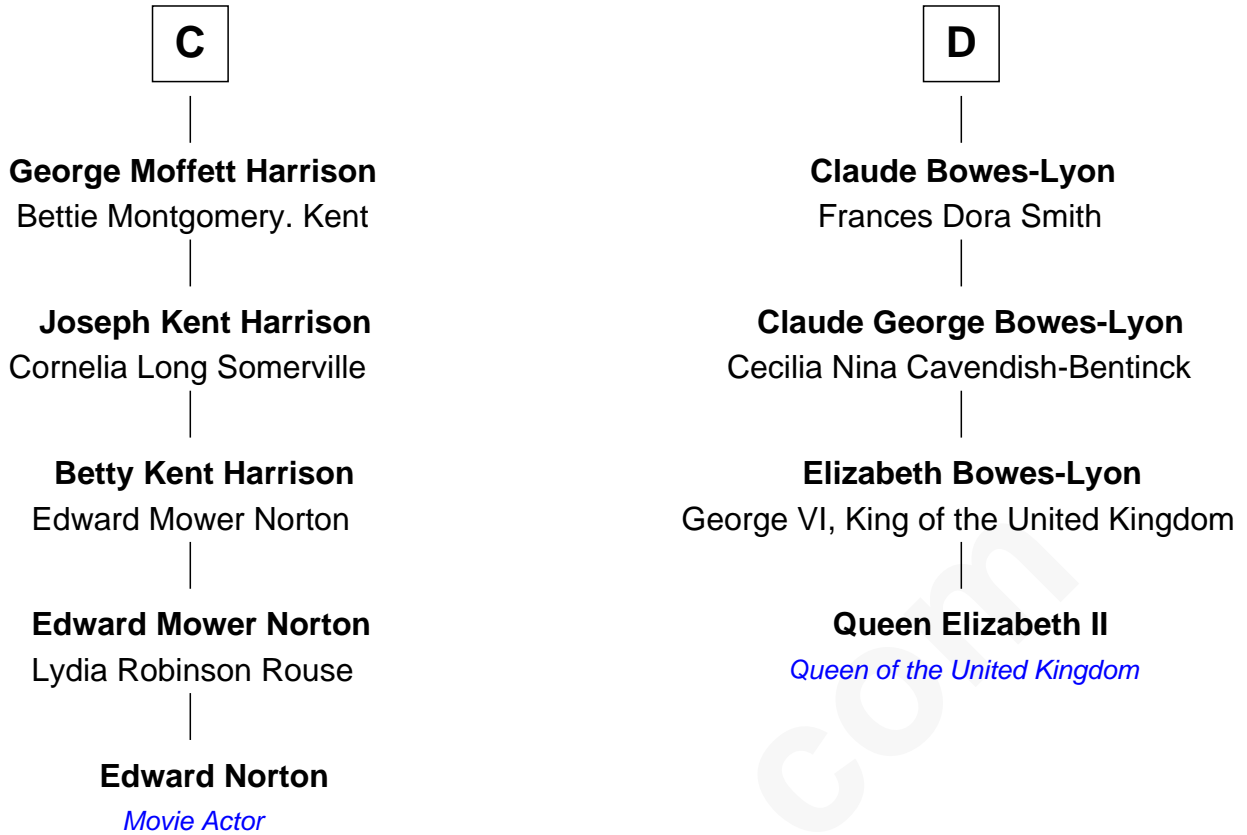 C
George Moffett Harrison
Bettie Montgomery. Kent
Joseph Kent Harrison
Cornelia Long Somerville
Betty Kent Harrison
Edward Mower Norton
Edward Mower Norton
Lydia Robinson Rouse
Edward Norton
Movie Actor
D
Claude Bowes-Lyon
Frances Dora Smith
Claude George Bowes-Lyon
Cecilia Nina Cavendish-Bentinck
Elizabeth Bowes-Lyon
George VI, King of the United Kingdom
Queen Elizabeth II
Queen of the United Kingdom
com